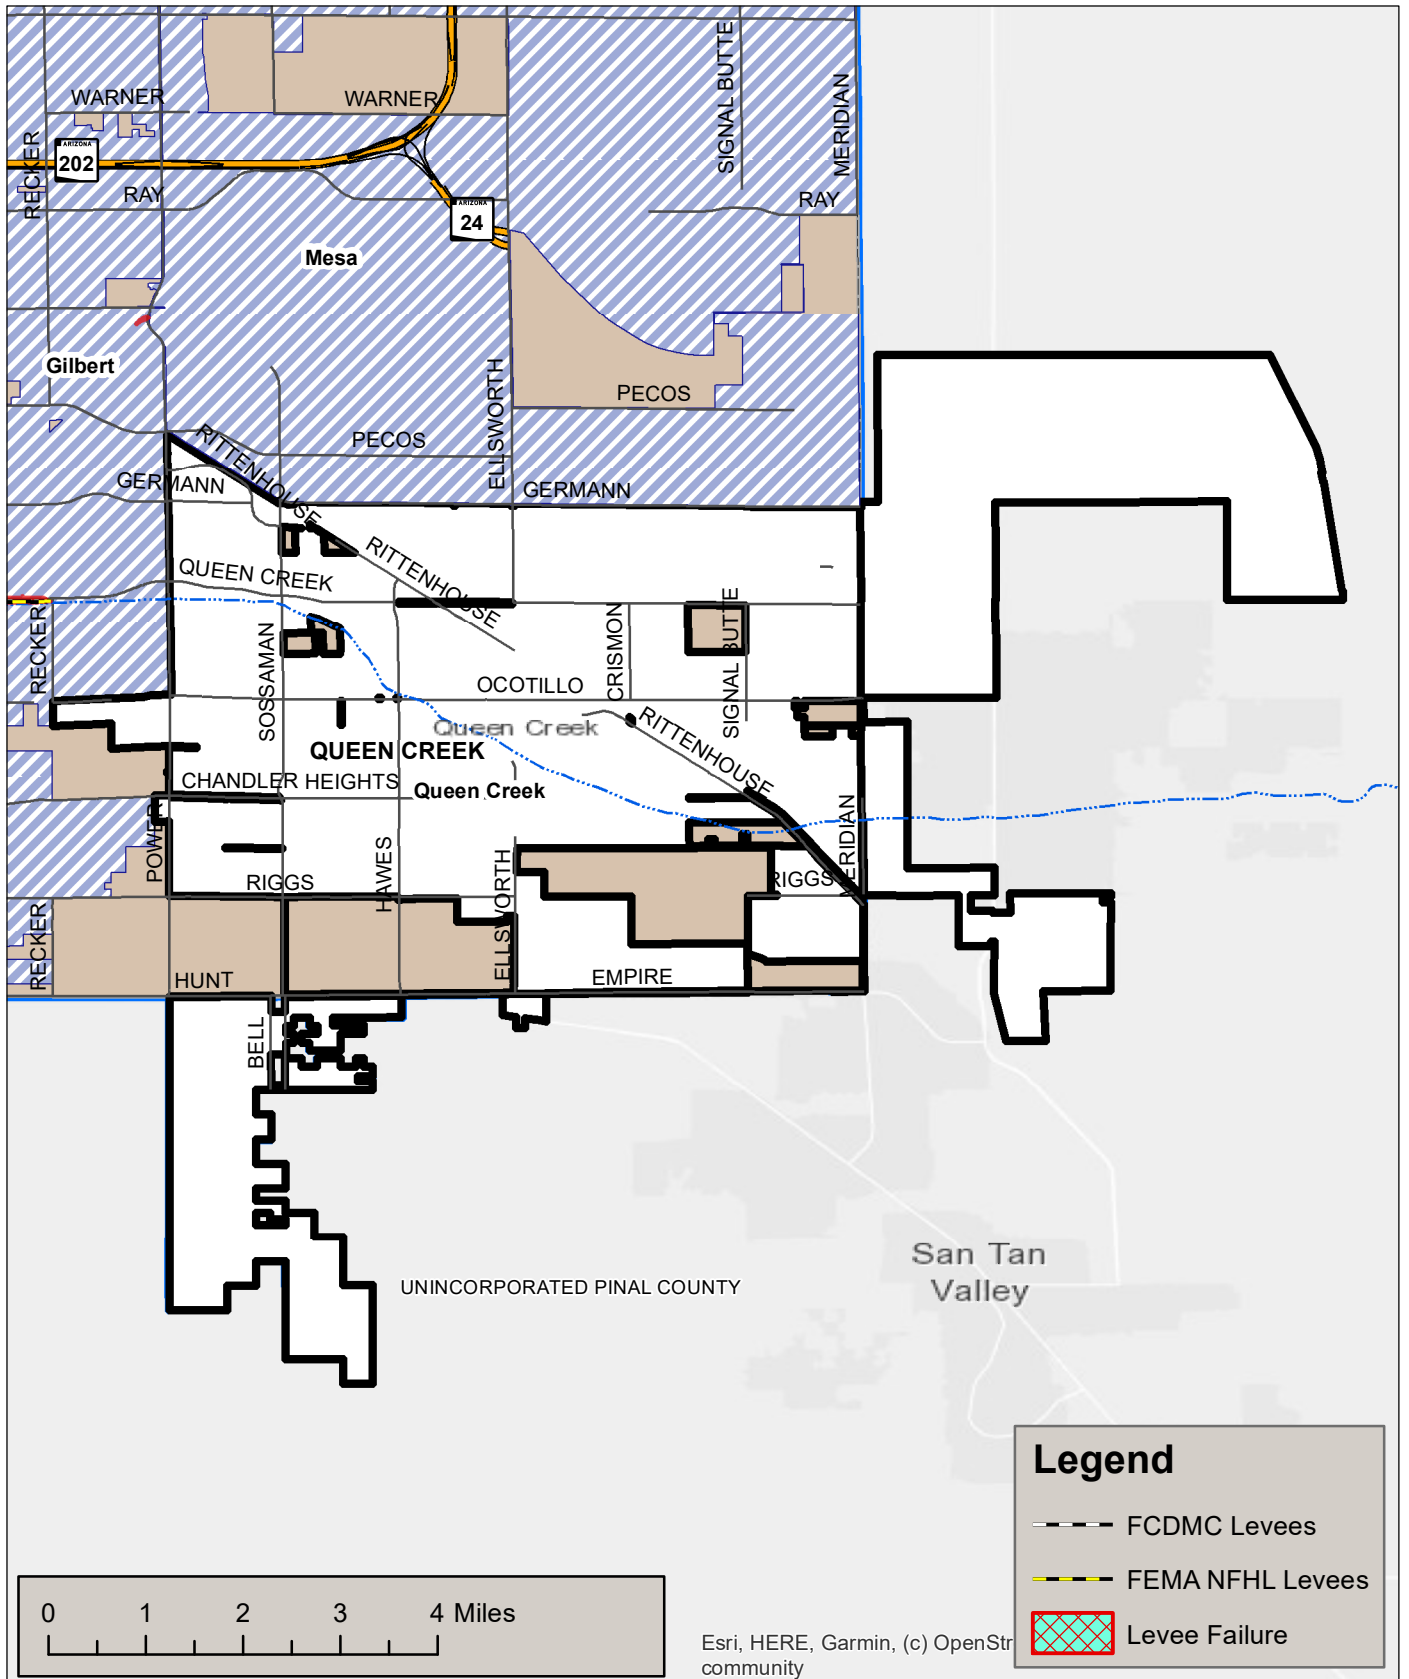 SIGNAL BUTTE
MERIDIAN
WARNER
WARNER
RECKER
ARIZONA
202
RAY
ARIZONA
24
RAY
Mesa
Gilbert
ELLSWORTH
PECOS
RITTENHOUSE
PECOS
GERMANN
GERMANN
RITTENHOUSE
QUEEN CREEK
RECKER
SOSSAMAN
CRISMON
SIGNAL BUTTE
OCOTILLO
Queen Creek
RITTENHOUSE
QUEEN CREEK
CHANDLER HEIGHTS
Queen Creek
POWER
HAWES
ELLSWORTH
MERIDIAN
RIGGS
RIGGS
RECKER
HUNT
EMPIRE
BELL
San Tan
Valley
UNINCORPORATED PINAL COUNTY
Legend
FCDMC Levees
FEMA NFHL Levees
Levee Failure
0 1 2 3 4 Miles
Esri, HERE, Garmin, (c) OpenStr
community